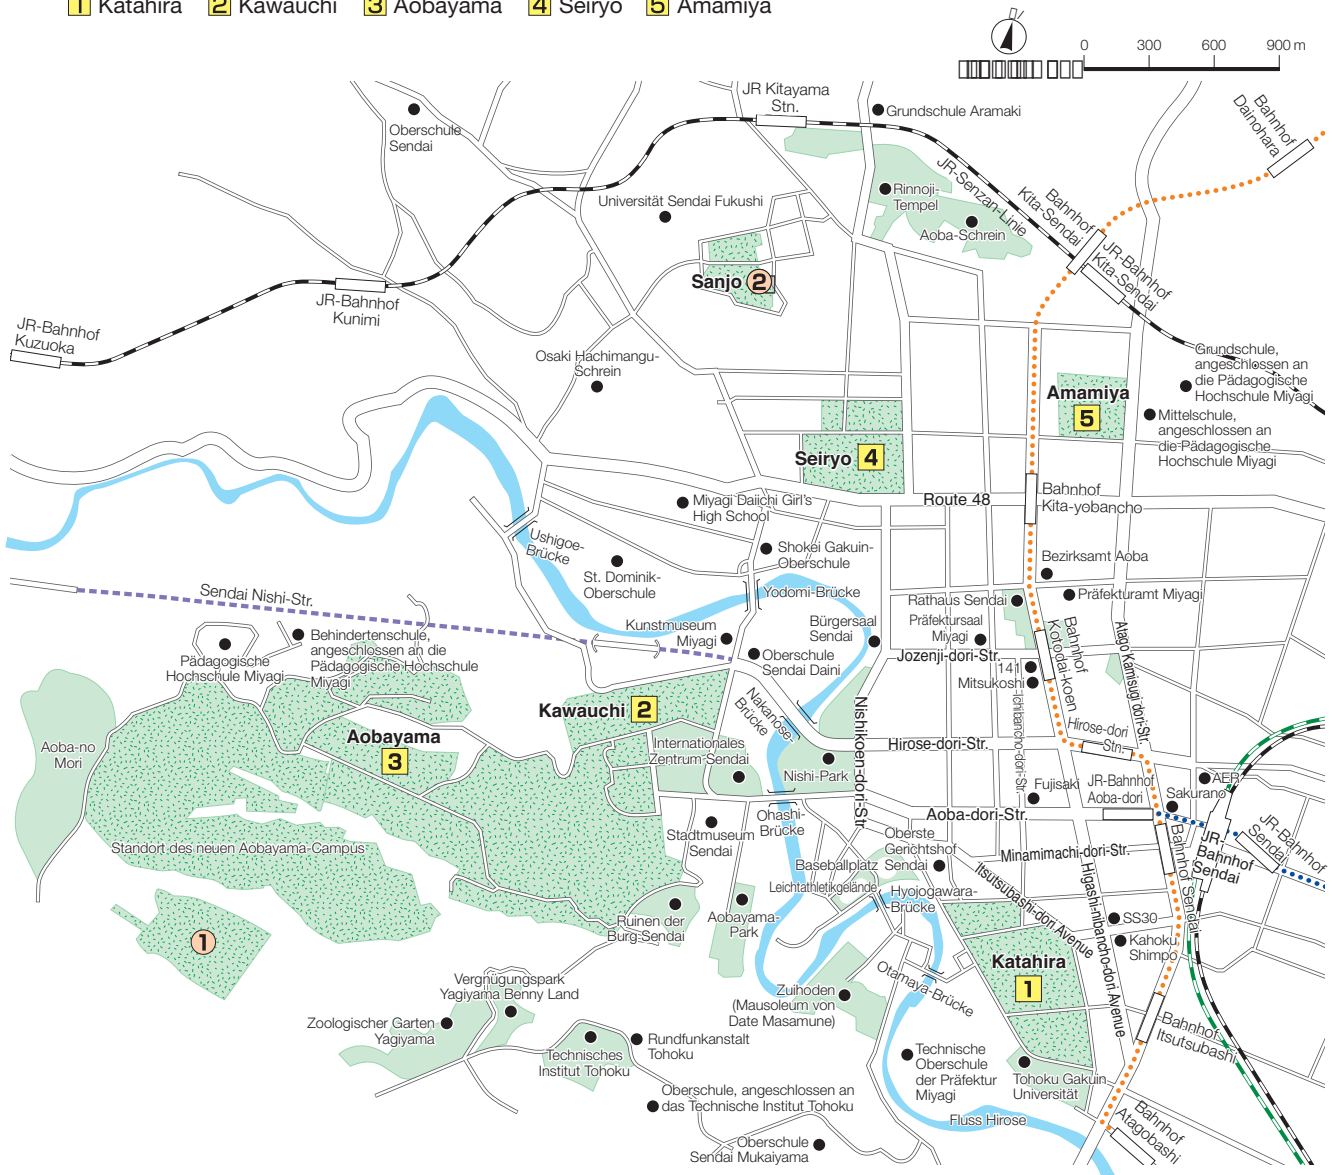 1 Katahira 2 Kawauchi 3 Aobayama 4 Seiryo 5 Amamiya
0 300 600 900 m
JR Kitayama
Stn.
Grundschule Aramaki
Bahnhof
Dainohara
Oberschule
Sendai
JR-Senzan-Linie
Rinnoji-
Tempel
Aoba-Schrein
Bahnhof
Kita-Sendai
JR-Bahnhof
Kita-Sendai
Universität Sendai Fukushi
Sanjo 2
JR-Bahnhof
Kunimi
JR-Bahnhof
Kuzuoka
Osaki Hachimangu-
Schrein
Grundschule,
angeschlossen an
die Pädagogische
Hochschule Miyagi
Amamiya
5
Mittelschule,
angeschlossen an
die Pädagogische
Hochschule Miyagi
Seiryo 4
Route 48
Bahnhof
Kita-yobancho
Miyagi Daiichi Girl's
High School
Ushigoe-
Brücke
Shokei Gakuin-
Oberschule
St. Dominik-
Oberschule
Yodomi-Brücke
Bezirksamt Aoba
Präfekturamt Miyagi
Rathaus Sendai
Sendai Nishi-Str.
Kunstmuseum
Miyagi
Bürgersaal
Sendai
Präfektursaal
Miyagi
Bahnhof
Kotodai-koen
Atago Kamisugi dori-Str.
Behindertenschule,
angeschlossen an die
Pädagogische Hochschule
Miyagi
Pädagogische
Hochschule Miyagi
Oberschule
Sendai Daini
Jozenji-dori-Str.
141
Mitsukoshi
Ichibancho-dori-Str.
Kawauchi 2
Nakanose-
Brücke
Nishikoen-dori-Str.
Aobayama
3
Aoba-no
Mori
Internationales
Zentrum Sendai
Nishi-Park
Hirose-dori-Str.
Hirose-dori
Stn.
JR-Bahnhof
Aoba-dori
AER
Sakurano
Fujisaki
Aoba-dori-Str.
Ohashi-
Brücke
Stadtmuseum
Sendai
Standort des neuen Aobayama-Campus
Oberste
Gerichtshof
Sendai
Baseballplatz
Leichtathletikgelände
Hyojogawara-
Brücke
Minamimachi-dori-Str.
Itsutsubashi-dori Avenue
Higashi-nibancho-dori Avenue
Bahnhof Sendai
JR-
Bahnhof
Sendai
JR-Bahnhof
Sendai
Ruinen der
Burg Sendai
Aobayama-
Park
SS30
Kahoku
Shimpo
1
Katahira
1
Otamaya-Brücke
Vergnügungspark
Yagiyama Benny Land
Zuihoden
(Mausoleum von
Date Masamune)
Zoologischer Garten
Yagiyama
Rundfunkanstalt
Tohoku
Technisches
Institut Tohoku
Technische
Oberschule
der Präfektur
Miyagi
Tohoku Gakuin
Universität
Bahnhof
Itsutsubashi
Oberschule, angeschlossen an
das Technische Institut Tohoku
Fluss Hirose
Bahnhof
Atagobashi
Oberschule
Sendai Mukaiyama